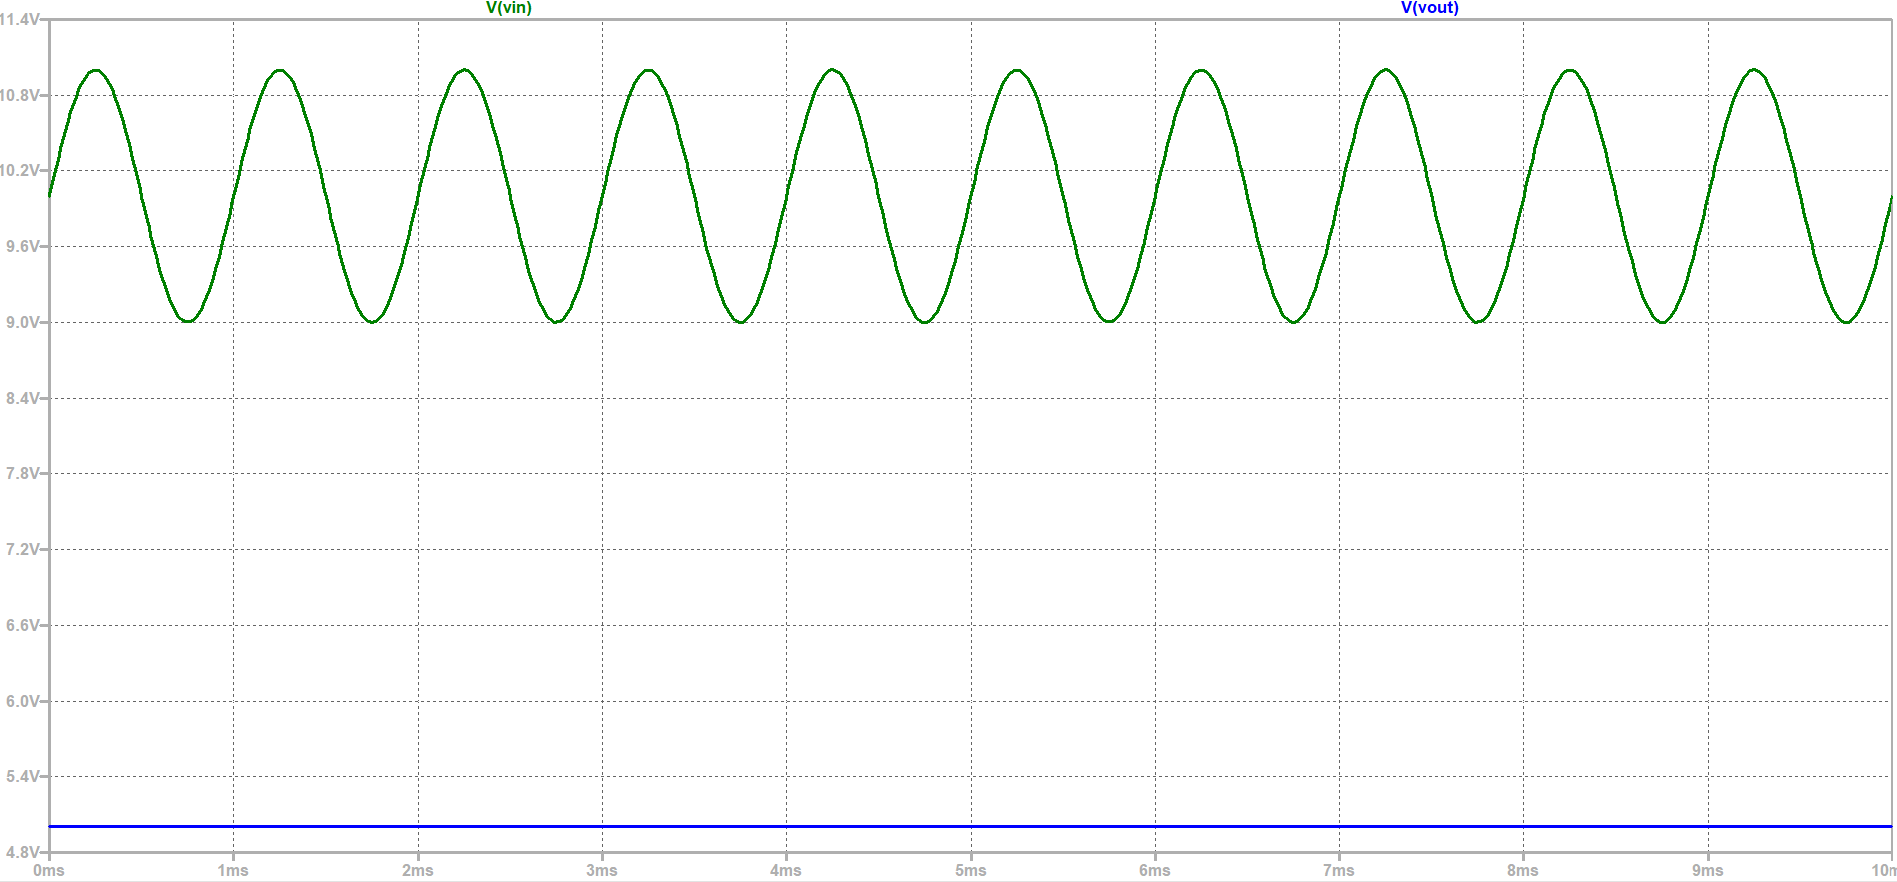 V(vin) V(vout)
11.4V
10.8V
10.2V
9.6V
9.0V
8.4V
7.8V
7.2V
6.6V
6.0V
5.4V
4.8V
0ms 1ms 2ms 3ms 4ms 5ms 6ms 7ms 8ms 9ms 10m